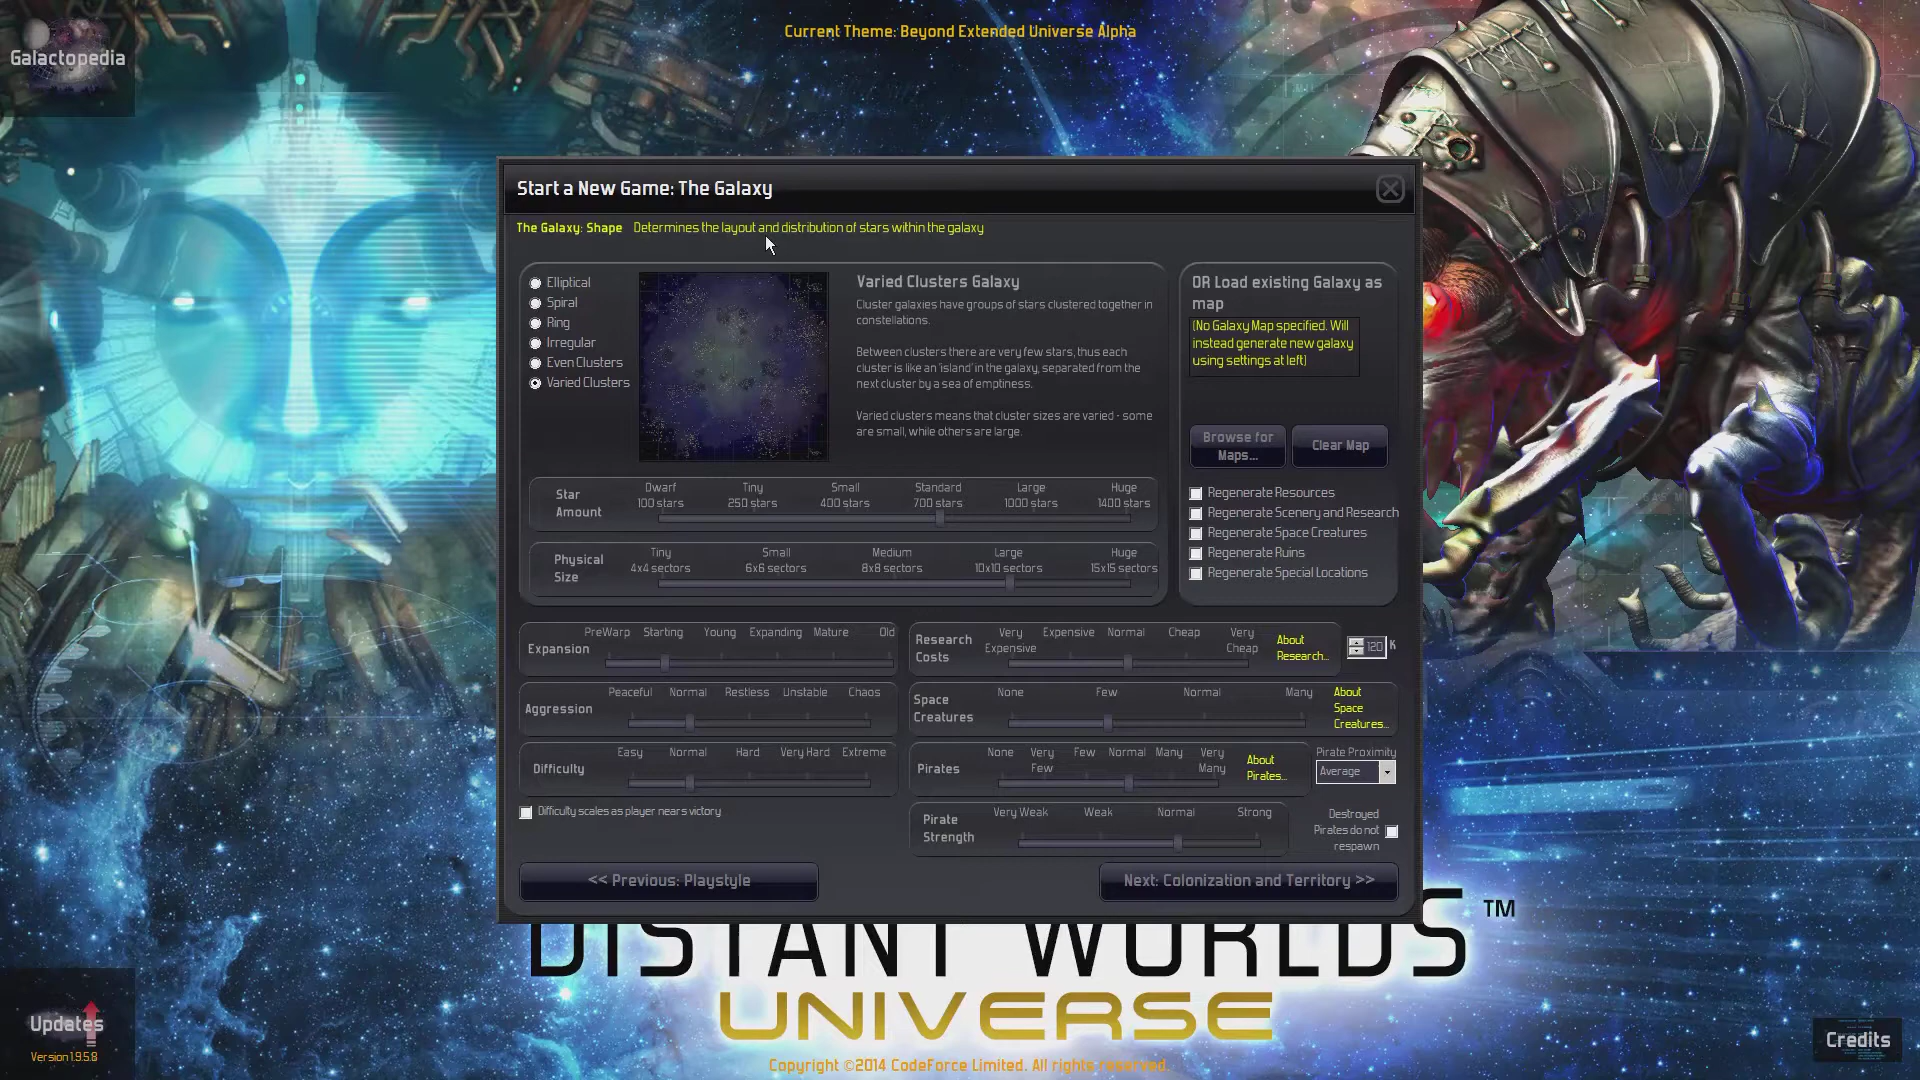 Galactopedia
Current Theme: Beyond Extended Universe Alpha
Start a New Game: The Galaxy
The Galaxy: Shape Determines the layout and distribution of stars within the galaxy
Elliptical
Spiral
Ring
Irregular
Even Clusters
Varied Clusters
Varied Clusters Galaxy
Cluster galaxies have groups of stars clustered together in
constellations.
Between clusters there are very few stars, thus each
cluster is like an 'island' in the galaxy, separated from the
next cluster by a sea of emptiness.
Varied clusters means that cluster sizes are varied - some
are small, while others are large.
OR Load existing Galaxy as
map
(No Galaxy Map specified. Will
instead generate new galaxy
using settings at left)
Browse for
Maps...
Clear Map
Regenerate Resources
Regenerate Scenery and Research
Regenerate Space Creatures
Regenerate Ruins
Regenerate Special Locations
Star
Amount
Dwarf Tiny Small Standard Large Huge
100 stars 250 stars 400 stars 700 stars 1000 stars 1400 stars
Physical
Size
Tiny Small Medium Large Huge
4x4 sectors 6x6 sectors 8x8 sectors 10x10 sectors 15x15 sectors
Expansion
PreWarp Starting Young Expanding Mature Old
Research
Costs
Very
Expensive
Expensive Normal Cheap
Very
Cheap
About
Research...
120 K
Aggression
Peaceful Normal Restless Unstable Chaos
Space
Creatures
None Few Normal Many
About
Space
Creatures...
Difficulty
Easy Normal Hard Very Hard Extreme
Pirates
None
Very
Few
Few Normal Many
Very
Many
About
Pirates...
Pirate Proximity
Average
Difficulty scales as player nears victory
Pirate
Strength
Very Weak Weak Normal Strong
Destroyed
Pirates do not
respawn
<< Previous: Playstyle
Next: Colonization and Territory >>
DISTANT WORLDS ™
UNIVERSE
Updates
Version 1.9.5.8
Credits
Copyright ©2014 CodeForce Limited. All rights reserved.